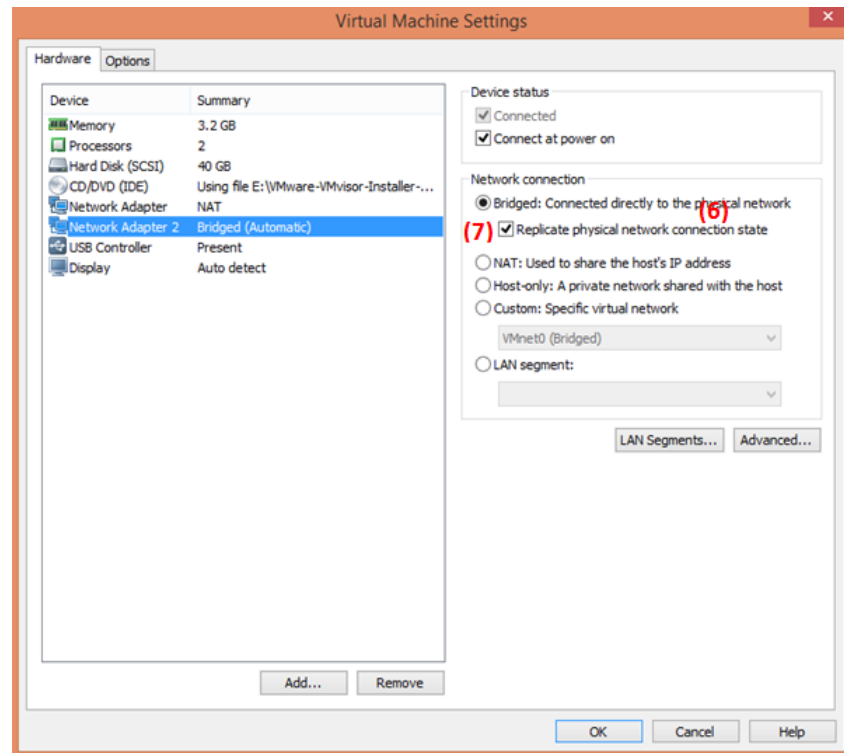 Virtual Machine Settings
Hardware
Options
Device Summary
Memory 3.2 GB
Processors 2
Hard Disk (SCSI) 40 GB
CD/DVD (IDE) Using file E:\VMware-VMvisor-Installer-...
Network Adapter NAT
Network Adapter 2 Bridged (Automatic)
USB Controller Present
Display Auto detect
Add...
Remove
Device status
Connected
Connect at power on
Network connection
Bridged: Connected directly to the physical network
(6)
(7) Replicate physical network connection state
NAT: Used to share the host's IP address
Host-only: A private network shared with the host
Custom: Specific virtual network
VMnet0 (Bridged)
LAN segment:
LAN Segments...
Advanced...
OK
Cancel
Help